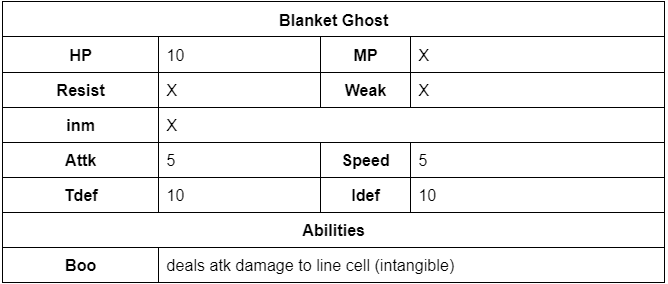 Blanket Ghost
HP 10 MP X
Resist X Weak X
inm X
Attk 5 Speed 5
Tdef 10 Idef 10
Abilities
Boo deals atk damage to line cell (intangible)